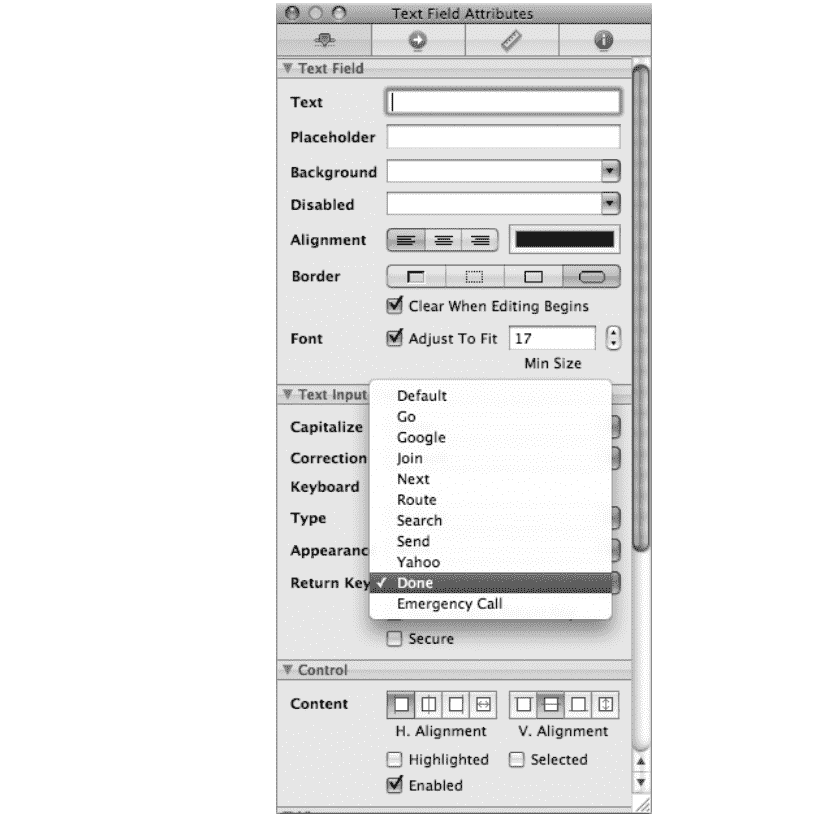 Text Field Attributes
Text Field
Text
Placeholder
Background
Disabled
Alignment
Border
Clear When Editing Begins
Font Adjust To Fit 17
Min Size
Text Input
Default
Go
Capitalize
Google
Join
Correction
Next
Keyboard
Route
Type
Search
Send
Appearanc
Yahoo
Return Key ✓ Done
Emergency Call
Secure
Control
Content
H. Alignment V. Alignment
Highlighted Selected
Enabled